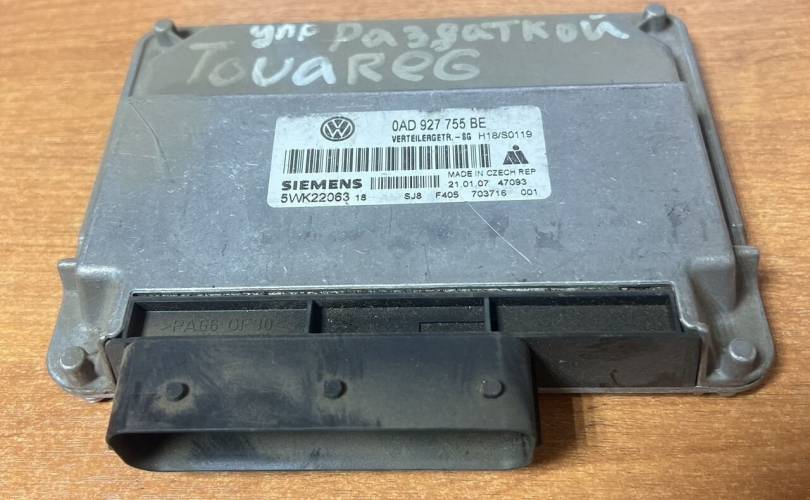 упр раздаткой
TouaReG
VW
0AD 927 755 BE
VERTEILERGETR.-SG H18/S0119
MADE IN CZECH REP
SIEMENS 21.01.07 47093
5WK22063 18 SJ8 F405 703716 001
>PA66 GF30<